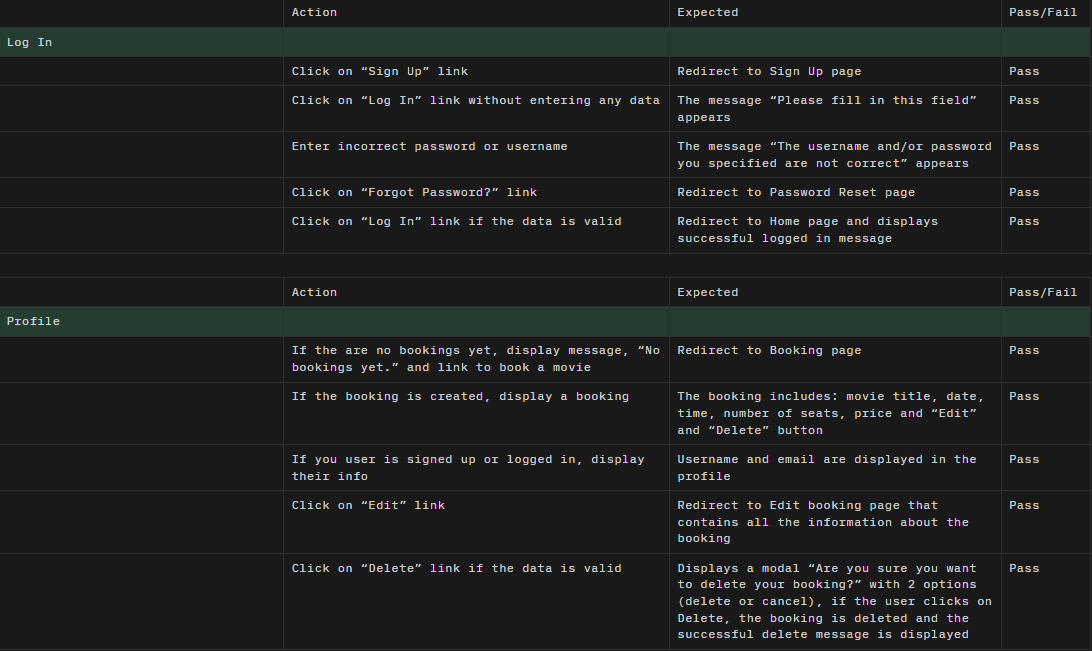 Action Expected Pass/Fail
Log In
Click on “Sign Up” link Redirect to Sign Up page Pass
Click on “Log In” link without entering any data The message “Please fill in this field” Pass
appears
Enter incorrect password or username The message “The username and/or password Pass
you specified are not correct” appears
Click on “Forgot Password?” link Redirect to Password Reset page Pass
Click on “Log In” link if the data is valid Redirect to Home page and displays Pass
successful logged in message
Action Expected Pass/Fail
Profile
If the are no bookings yet, display message, “No Redirect to Booking page Pass
bookings yet.” and link to book a movie
If the booking is created, display a booking The booking includes: movie title, date, Pass
time, number of seats, price and “Edit”
and “Delete” button
If you user is signed up or logged in, display Username and email are displayed in the Pass
their info profile
Click on “Edit” link Redirect to Edit booking page that Pass
contains all the information about the
booking
Click on “Delete” link if the data is valid Displays a modal “Are you sure you want Pass
to delete your booking?” with 2 options
(delete or cancel), if the user clicks on
Delete, the booking is deleted and the
successful delete message is displayed